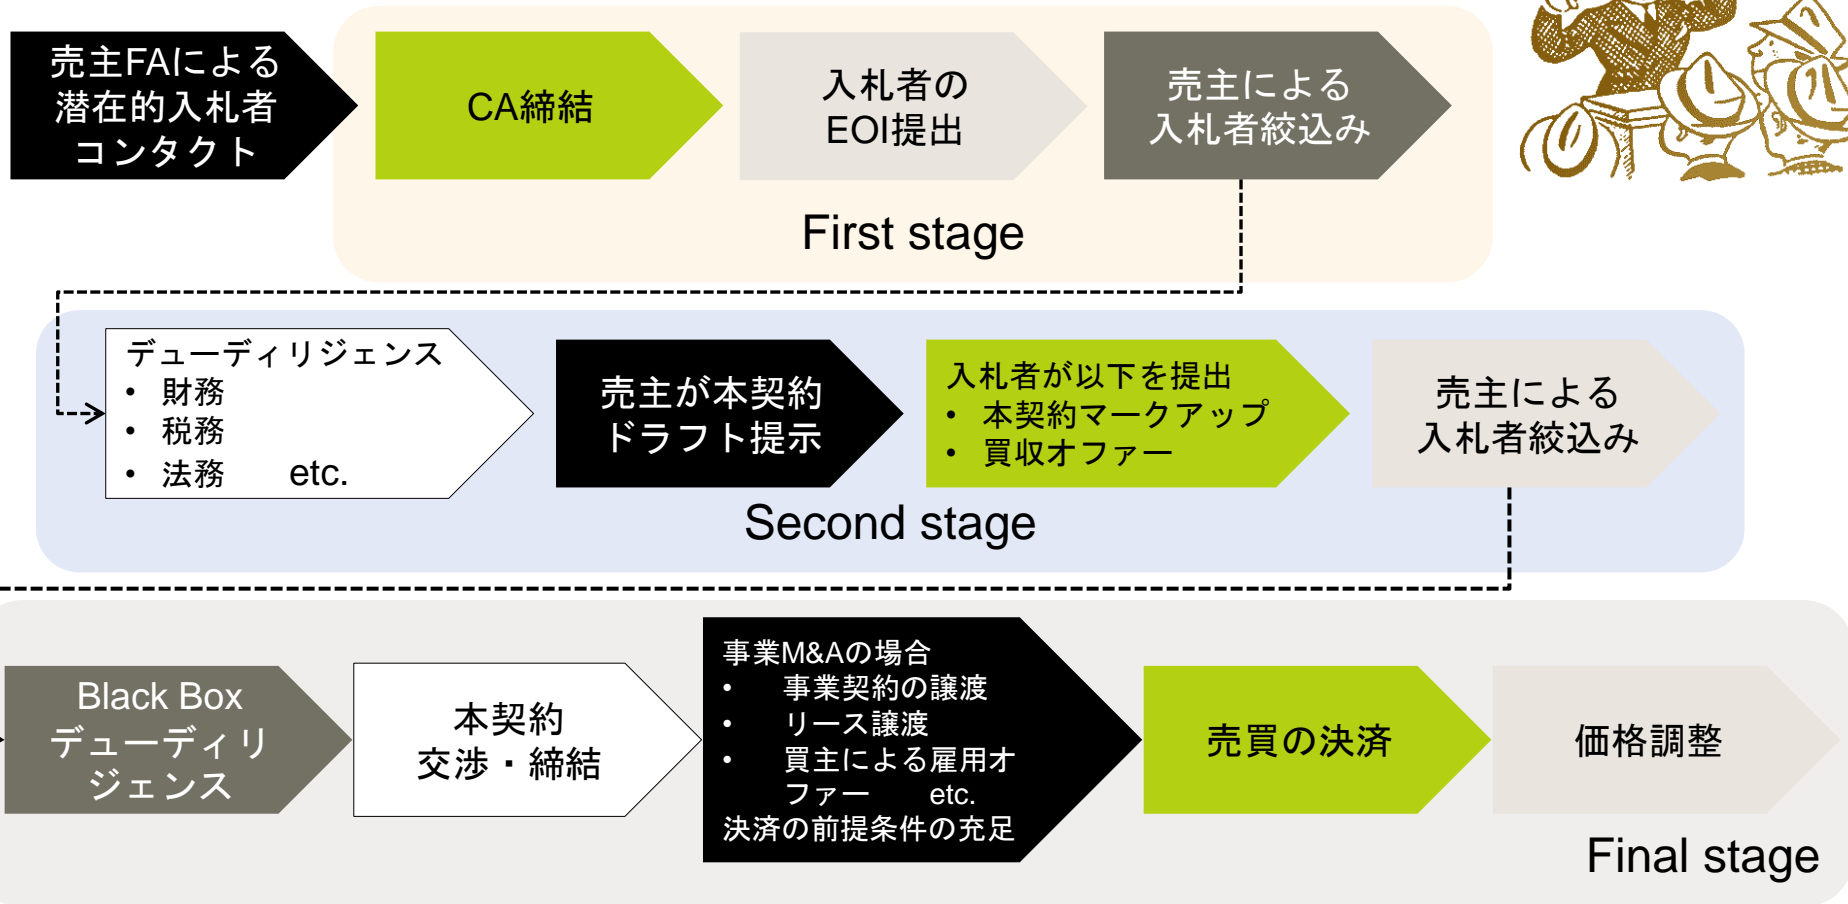 売主FAによる
潜在的入札者
コンタクト
CA締結
入札者の
EOI提出
売主による
入札者絞込み
First stage
デューディリジェンス
• 財務
• 税務
• 法務 etc.
売主が本契約
ドラフト提示
入札者が以下を提出
• 本契約マークアップ
• 買収オファー
売主による
入札者絞込み
Second stage
Black Box
デューディリ
ジェンス
本契約
交渉・締結
事業M&Aの場合
• 事業契約の譲渡
• リース譲渡
• 買主による雇用オ
ファー etc.
決済の前提条件の充足
売買の決済
価格調整
Final stage